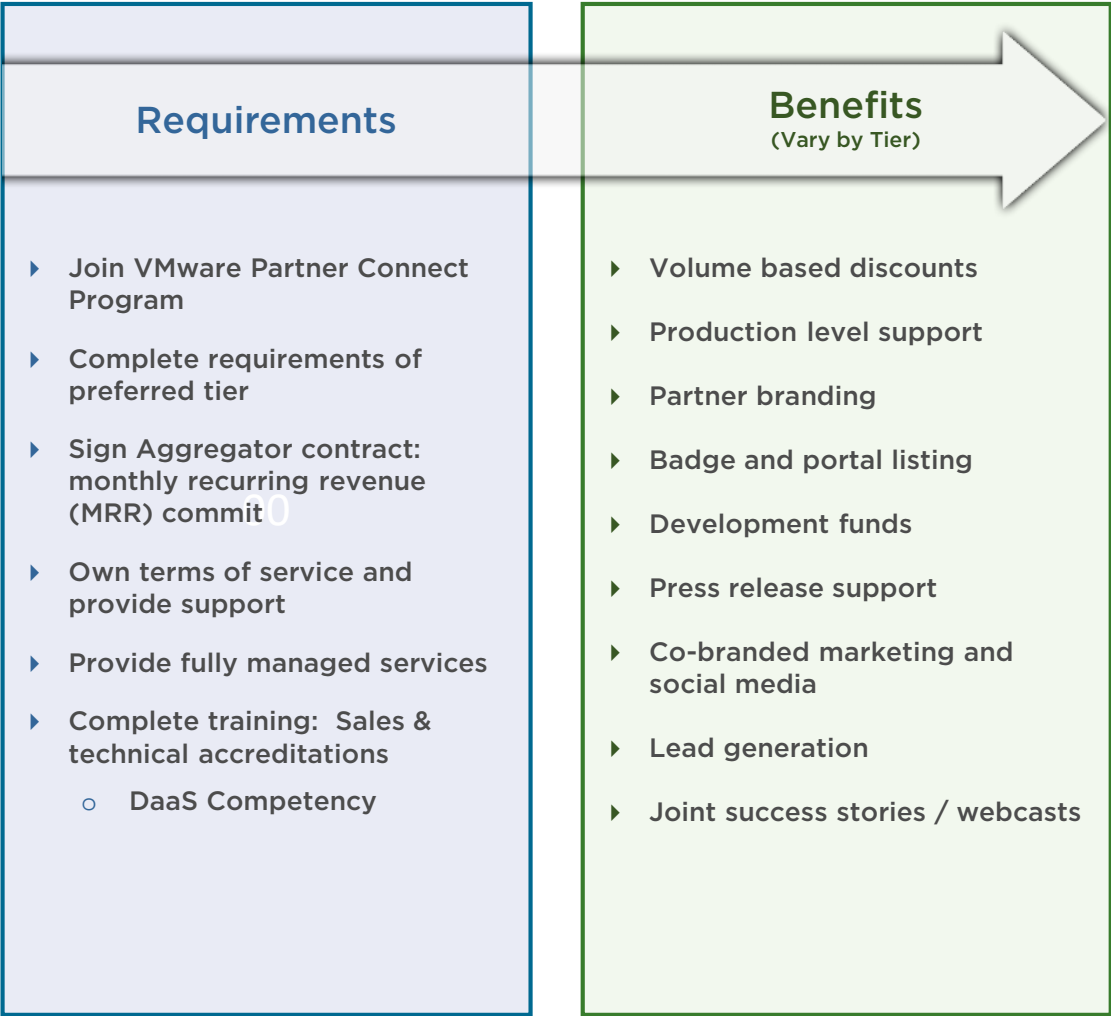 Requirements
Join VMware Partner Connect
Program
Complete requirements of
preferred tier
Sign Aggregator contract:
monthly recurring revenue
(MRR) commit
Own terms of service and
provide support
Provide fully managed services
Complete training: Sales &
technical accreditations
DaaS Competency
Benefits
(Vary by Tier)
Volume based discounts
Production level support
Partner branding
Badge and portal listing
Development funds
Press release support
Co-branded marketing and
social media
Lead generation
Joint success stories / webcasts